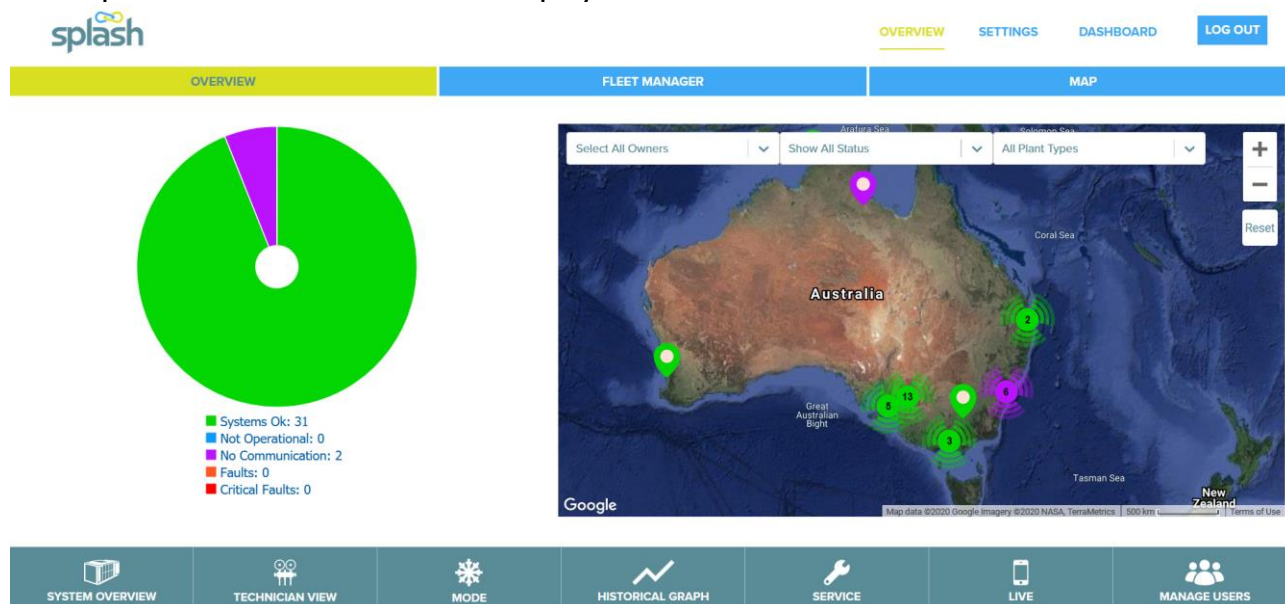 splash
OVERVIEW
SETTINGS
DASHBOARD
LOG OUT
OVERVIEW
FLEET MANAGER
MAP
Select All Owners
Show All Status
All Plant Types
Arafura Sea
Solomon Sea
+
−
Reset
Coral Sea
Australia
2
13
5
6
3
Great
Australian
Bight
Tasman Sea
New
Zealand
Google
Map data ©2020 Google Imagery ©2020 NASA, TerraMetrics
500 km
Terms of Use
Systems Ok: 31
Not Operational: 0
No Communication: 2
Faults: 0
Critical Faults: 0
SYSTEM OVERVIEW
TECHNICIAN VIEW
MODE
HISTORICAL GRAPH
SERVICE
LIVE
MANAGE USERS